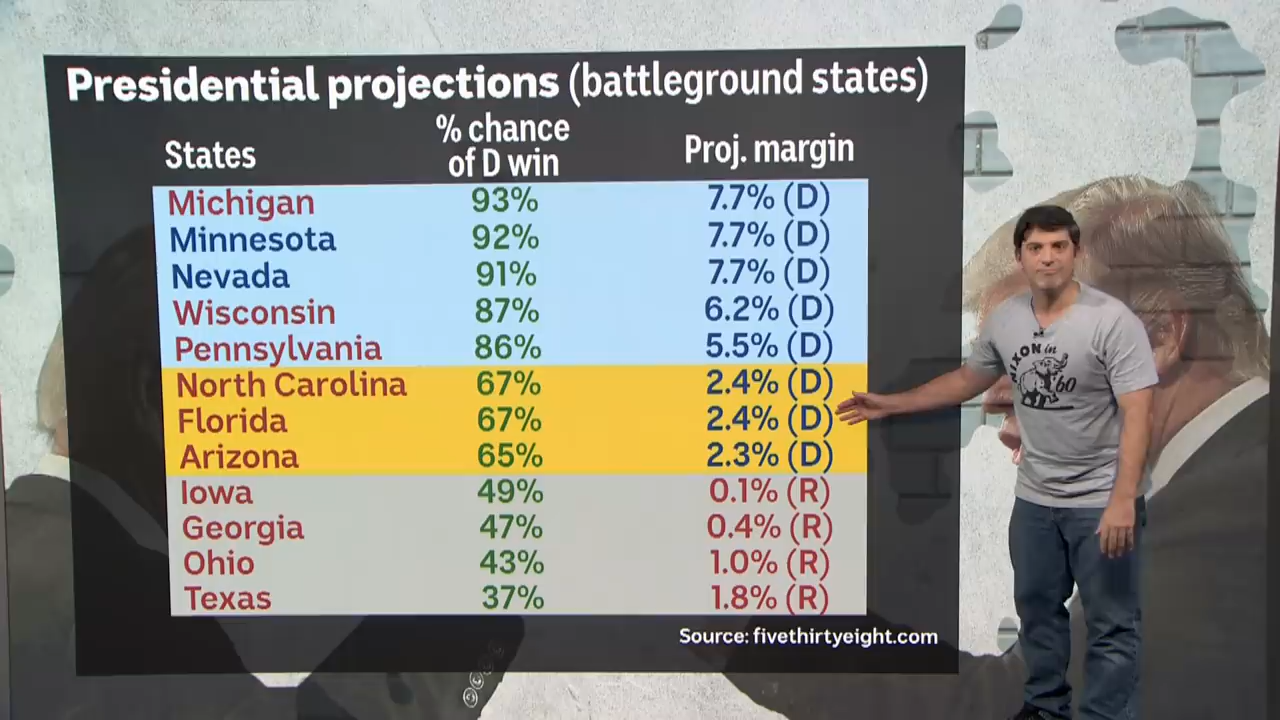 Presidential projections (battleground states)
States % chance of D win Proj. margin
Michigan 93% 7.7% (D)
Minnesota 92% 7.7% (D)
Nevada 91% 7.7% (D)
Wisconsin 87% 6.2% (D)
Pennsylvania 86% 5.5% (D)
North Carolina 67% 2.4% (D)
Florida 67% 2.4% (D)
Arizona 65% 2.3% (D)
Iowa 49% 0.1% (R)
Georgia 47% 0.4% (R)
Ohio 43% 1.0% (R)
Texas 37% 1.8% (R)
Source: fivethirtyeight.com
NIXON in
'60